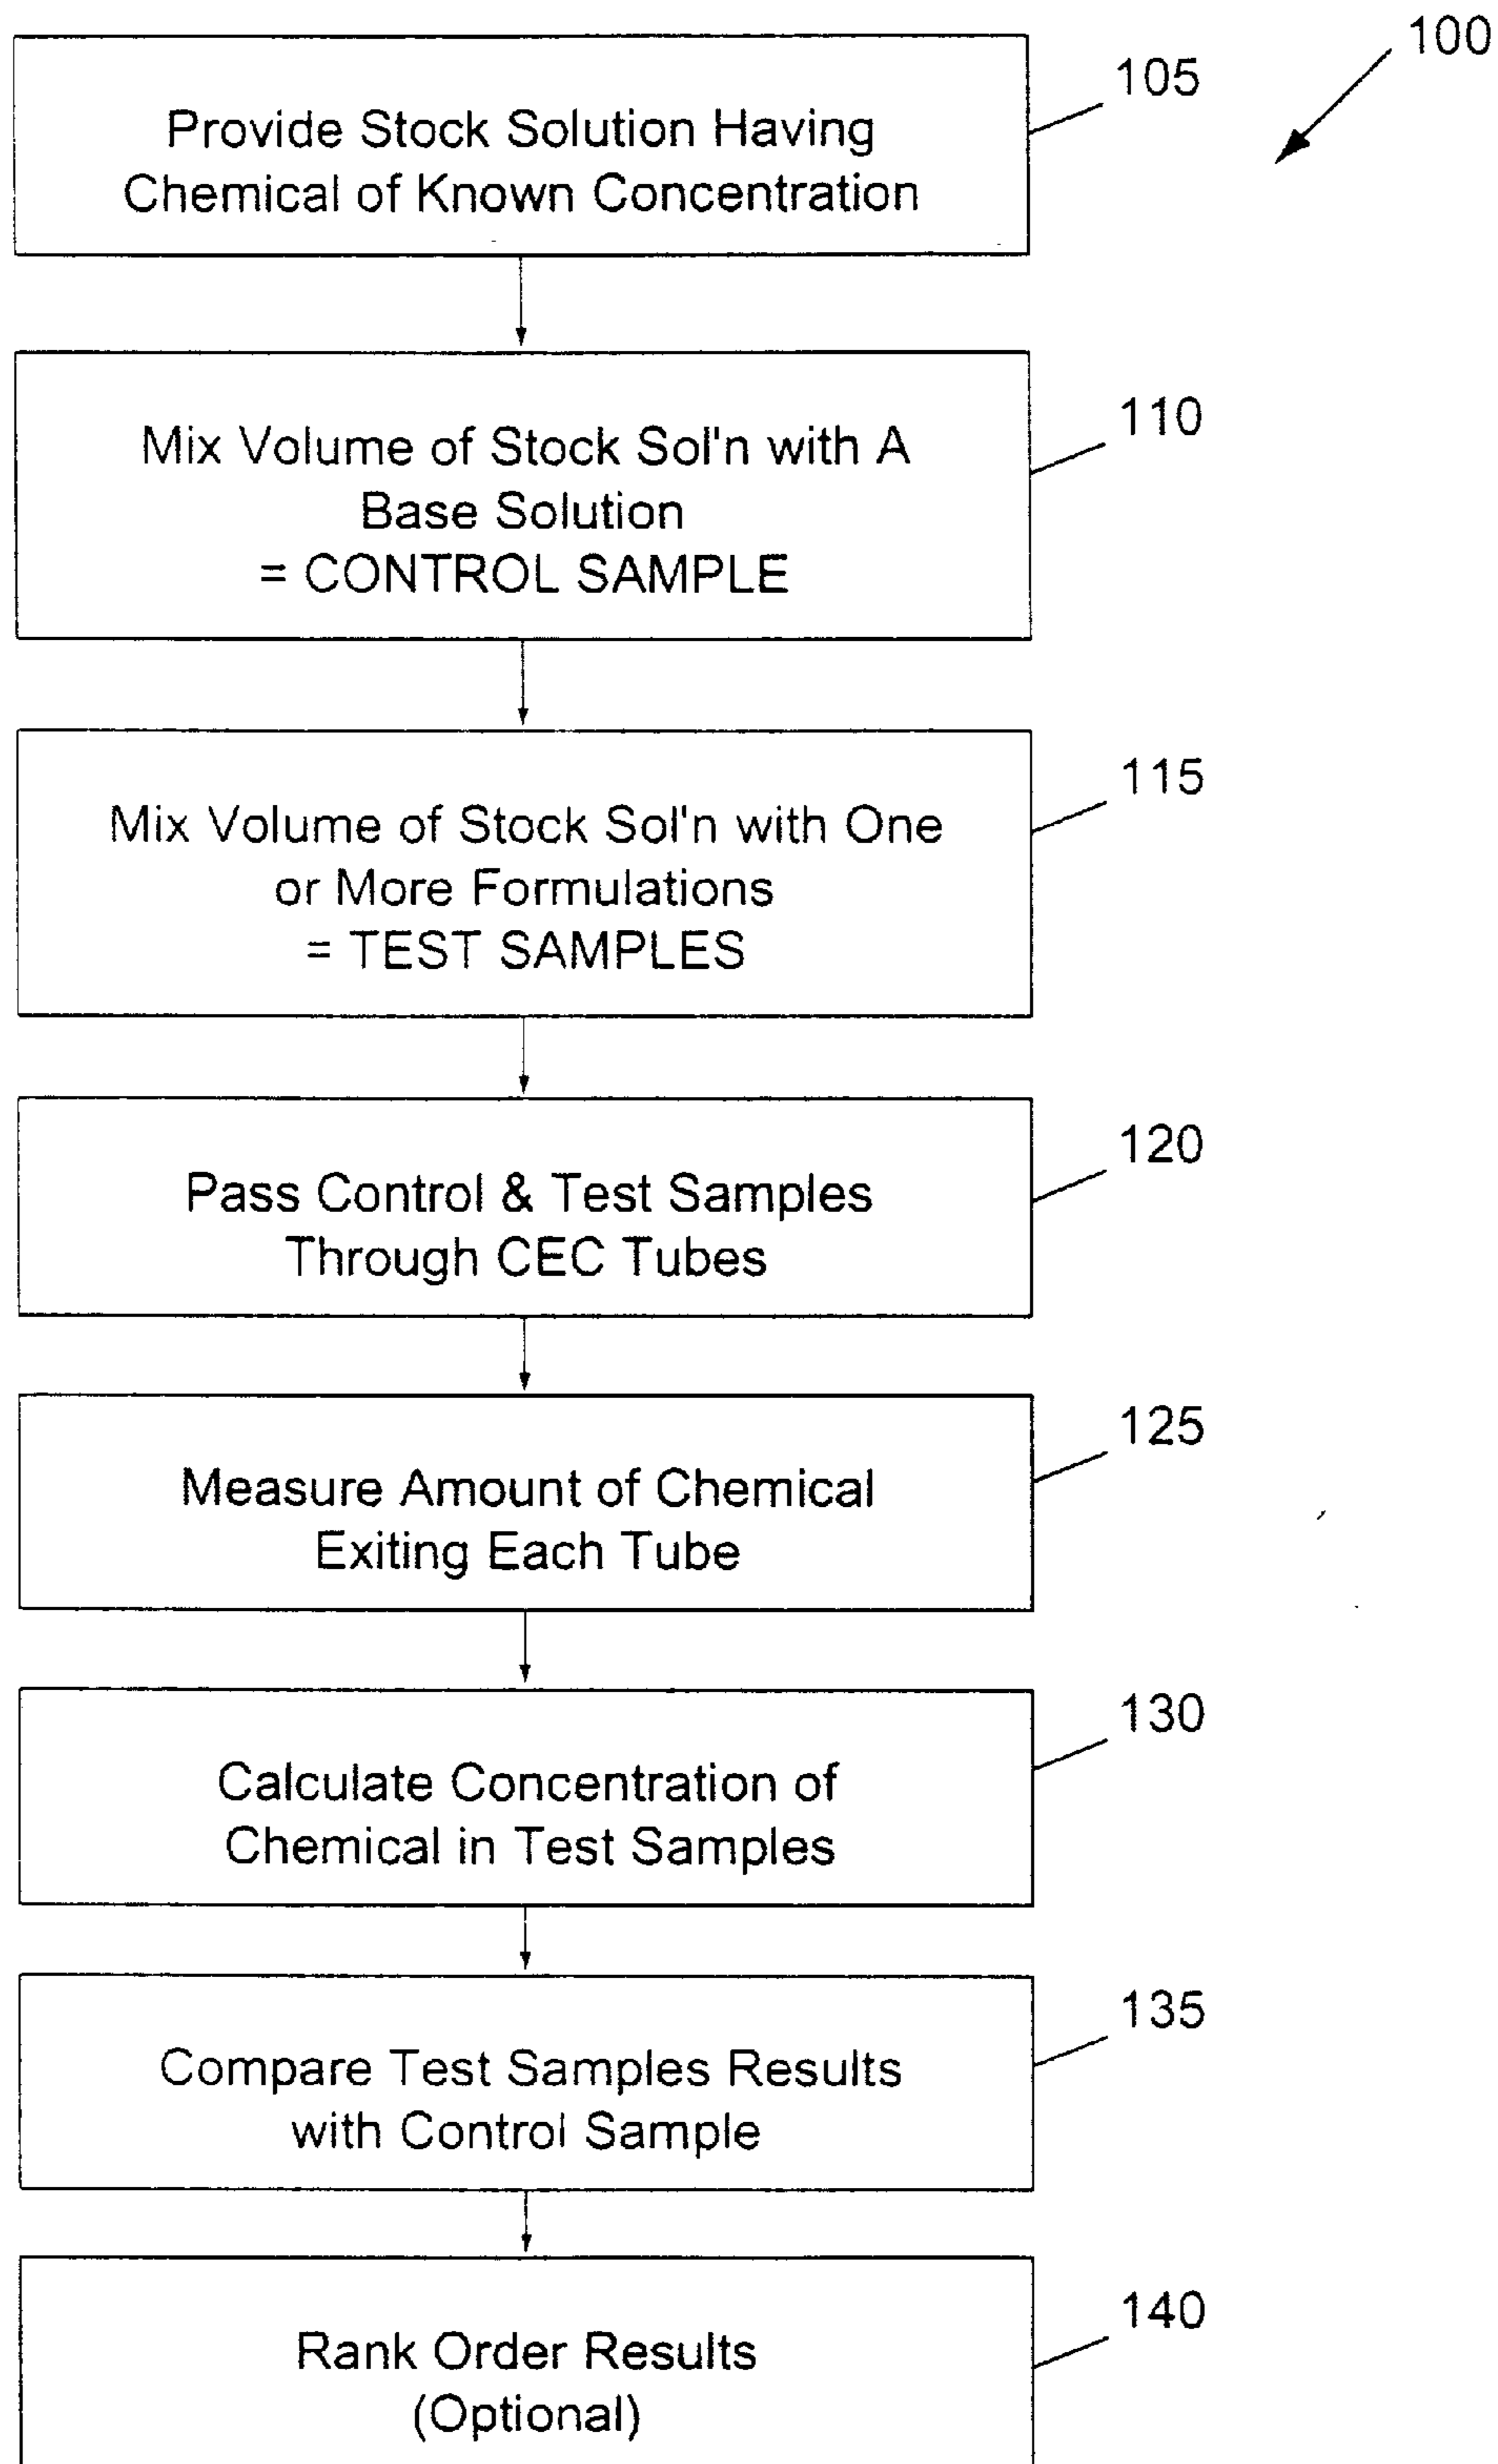 100
105
Provide Stock Solution Having
Chemical of Known Concentration
110
Mix Volume of Stock Sol'n with A
Base Solution
= CONTROL SAMPLE
115
Mix Volume of Stock Sol'n with One
or More Formulations
= TEST SAMPLES
120
Pass Control & Test Samples
Through CEC Tubes
125
Measure Amount of Chemical
Exiting Each Tube
130
Calculate Concentration of
Chemical in Test Samples
135
Compare Test Samples Results
with Control Sample
140
Rank Order Results
(Optional)